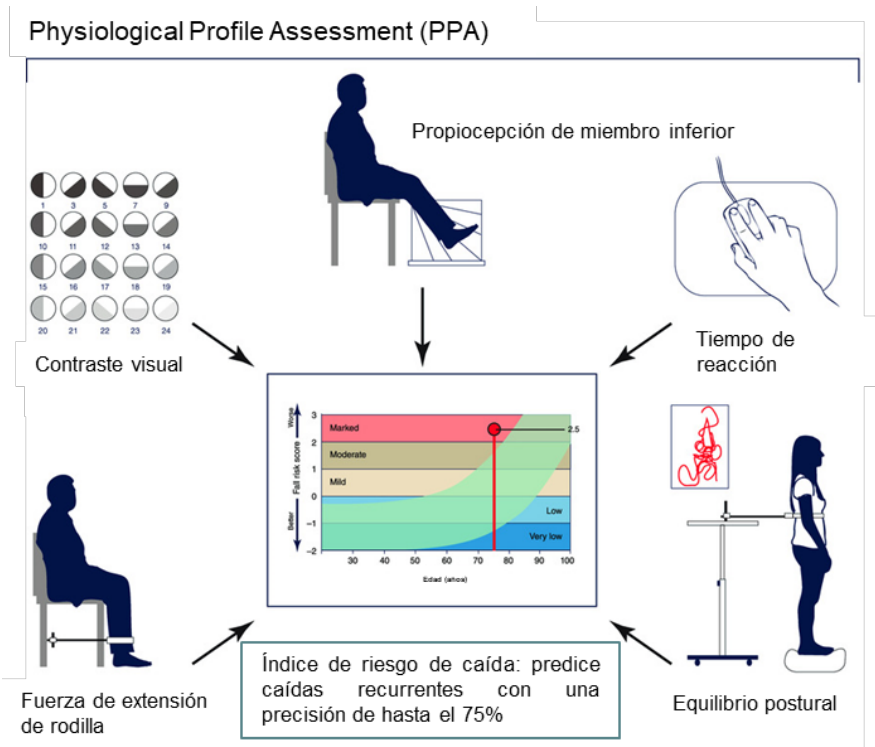 Physiological Profile Assessment (PPA)
Propiocepción de miembro inferior
1 3 5 7 9
10 11 12 13 14
15 16 17 18 19
20 21 22 23 24
Contraste visual
Tiempo de
reacción
Worse
Fall risk score
Better
3
2
1
0
–1
–2
Marked
Moderate
Mild
Low
Very low
2.5
30 40 50 60 70 80 90 100
Edad (años)
Fuerza de extensión
de rodilla
Índice de riesgo de caída: predice
caídas recurrentes con una
precisión de hasta el 75%
Equilibrio postural